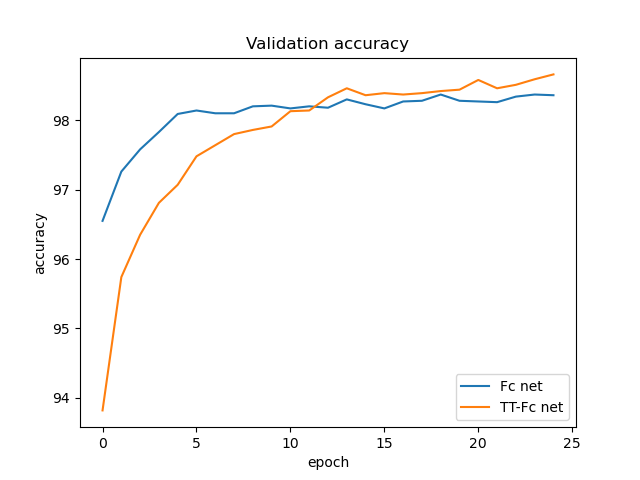 Validation accuracy
accuracy
98
97
96
95
94
Fc net
TT-Fc net
0 5 10 15 20 25
epoch